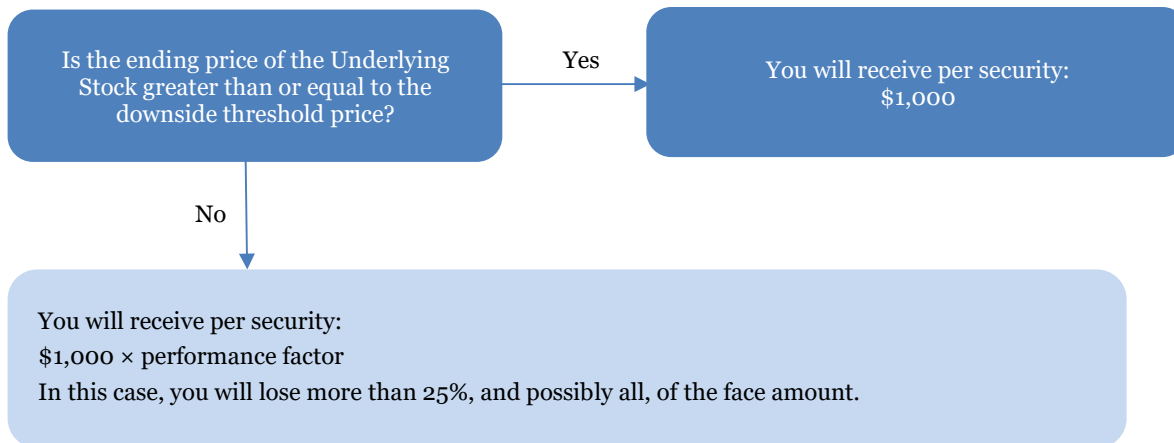 Is the ending price of the Underlying
Stock greater than or equal to the
downside threshold price?
Yes
You will receive per security:
$1,000
No
You will receive per security:
$1,000 × performance factor
In this case, you will lose more than 25%, and possibly all, of the face amount.